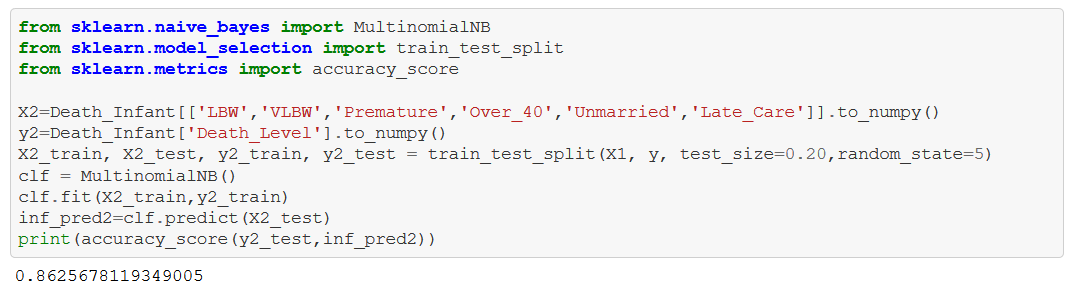 from sklearn.naive_bayes import MultinomialNB
from sklearn.model_selection import train_test_split
from sklearn.metrics import accuracy_score
X2=Death_Infant[['LBW','VLBW','Premature','Over_40','Unmarried','Late_Care']].to_numpy()
y2=Death_Infant['Death_Level'].to_numpy()
X2_train, X2_test, y2_train, y2_test = train_test_split(X1, y, test_size=0.20,random_state=5)
clf = MultinomialNB()
clf.fit(X2_train,y2_train)
inf_pred2=clf.predict(X2_test)
print(accuracy_score(y2_test,inf_pred2))
0.8625678119349005